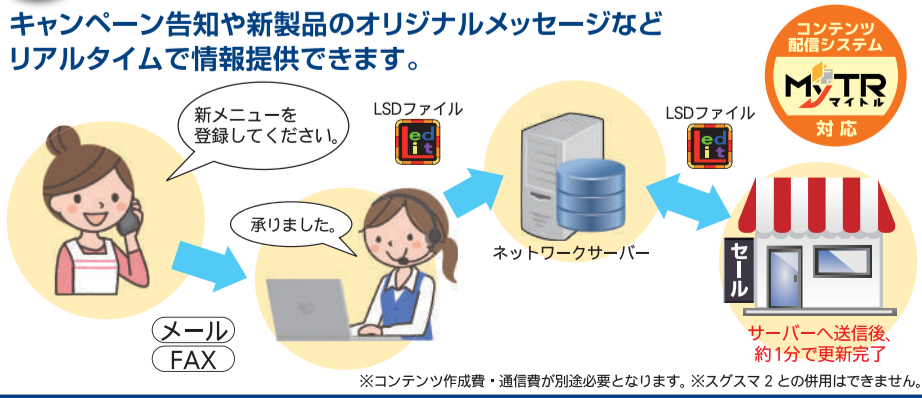 キャンペーン告知や新製品のオリジナルメッセージなど
リアルタイムで情報提供できます。
コンテンツ
配信システム
MyTR
マイトル
対応
新メニューを
登録してください。
LSDファイル
Led
it
LSDファイル
Led
it
承りました。
ネットワークサーバー
セール
メール
FAX
サーバーへ送信後、
約1分で更新完了
※コンテンツ作成費・通信費が別途必要となります。※スグスマ2との併用はできません。